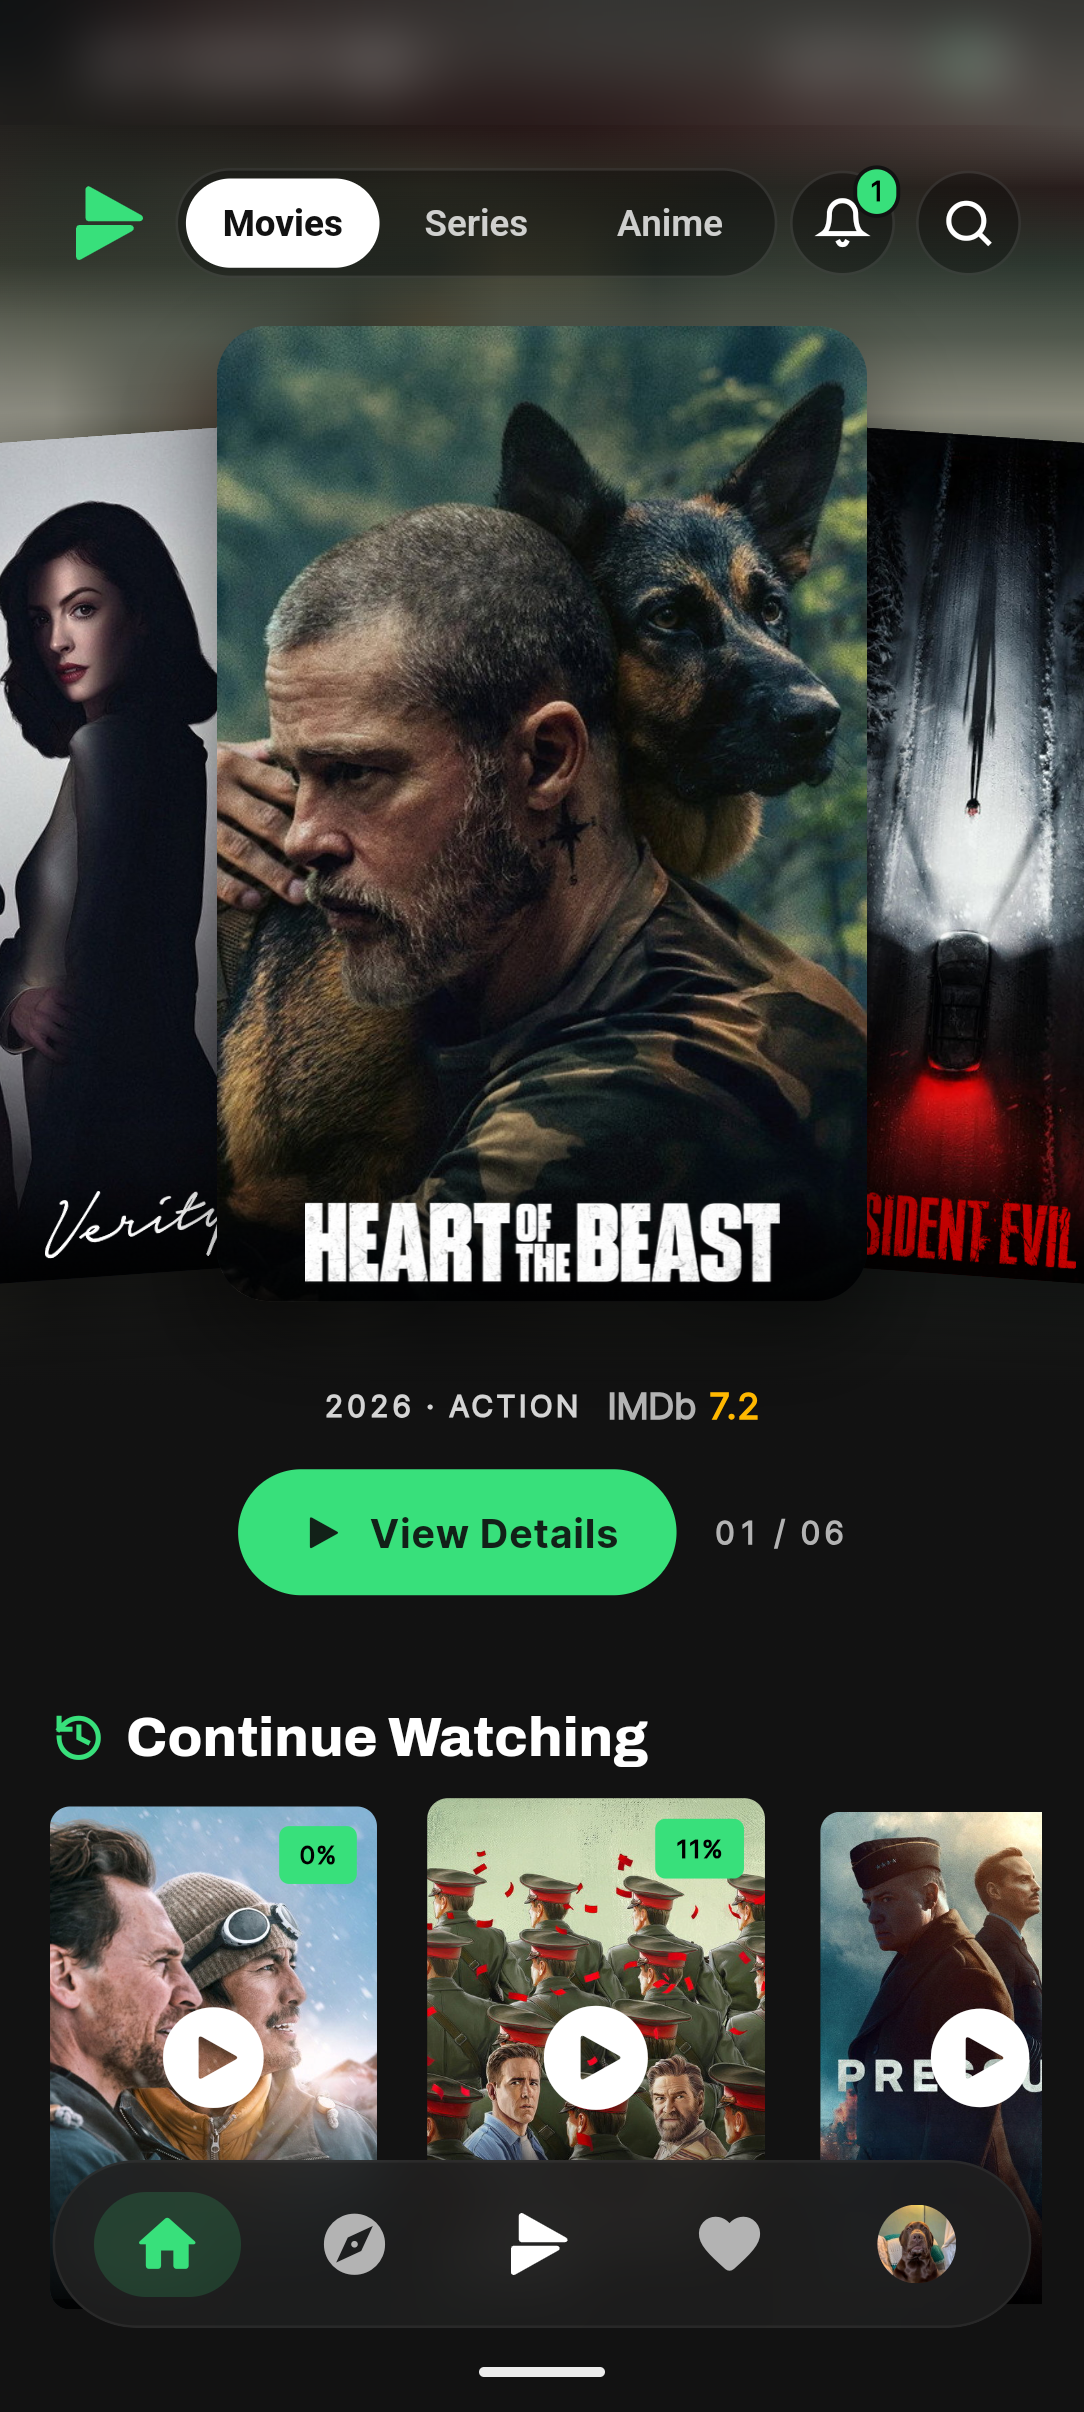 Movies Series Anime 1
Verity
HEART OF THE BEAST
SIDENT EVIL
2026 · ACTION IMDb 7.2
View Details 01 / 06
Continue Watching
0% 11%